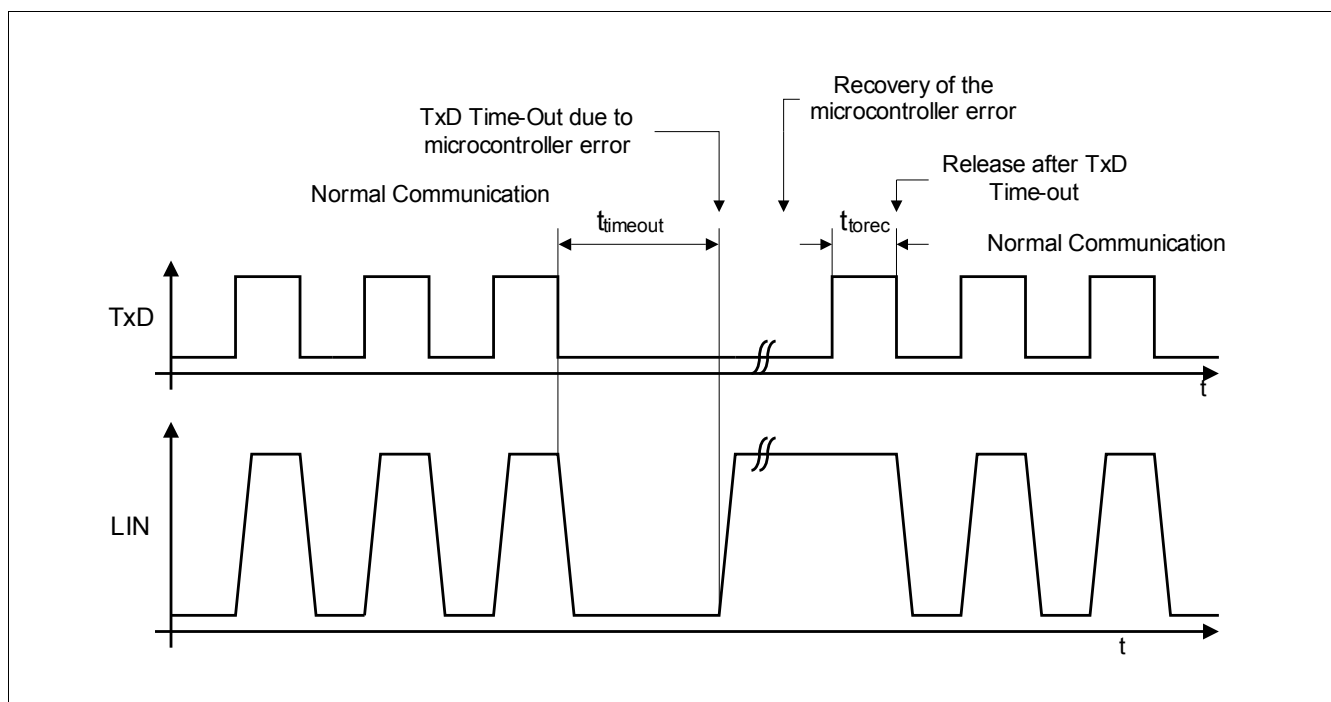 Recovery of the
microcontroller error
TxD Time-Out due to
microcontroller error
Release after TxD
Time-out
Normal Communication
ttimeout
ttorec
Normal Communication
TxD
t
LIN
t